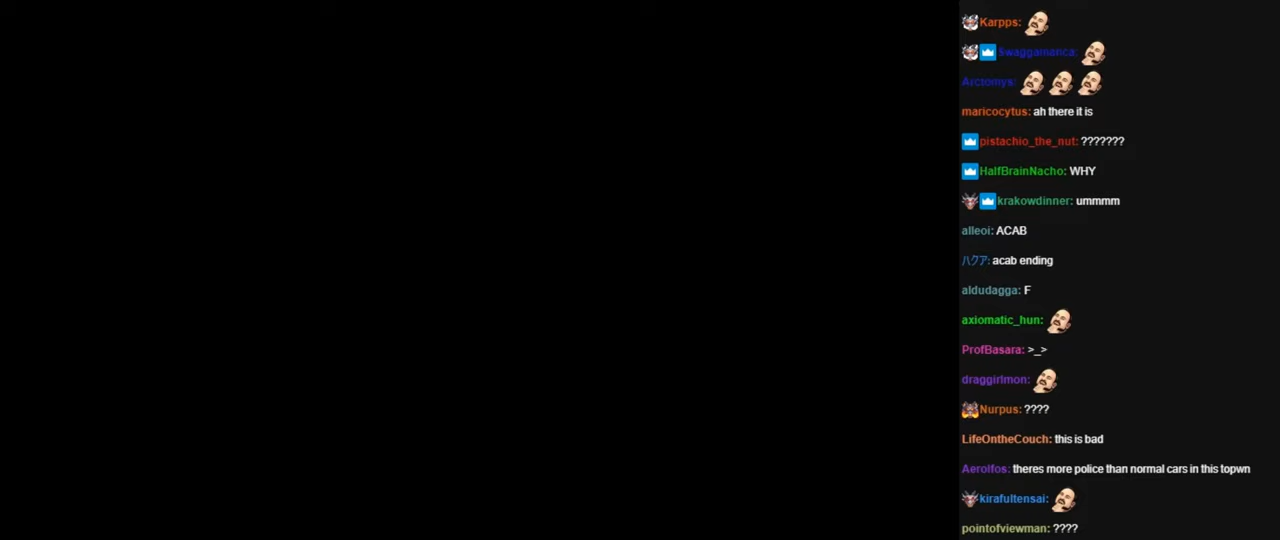 Karpps:
Swaggamanca:
Arctomys:
maricocytus: ah there it is
pistachio_the_nut: ???????
HalfBrainNacho: WHY
krakowdinner: ummmm
alleoi: ACAB
ハクア: acab ending
aldudagga: F
axiomatic_hun:
ProfBasara: >_>
draggirlmon:
Nurpus: ????
LifeOntheCouch: this is bad
Aerolfos: theres more police than normal cars in this topwn
kirafultensai:
pointofviewman: ????